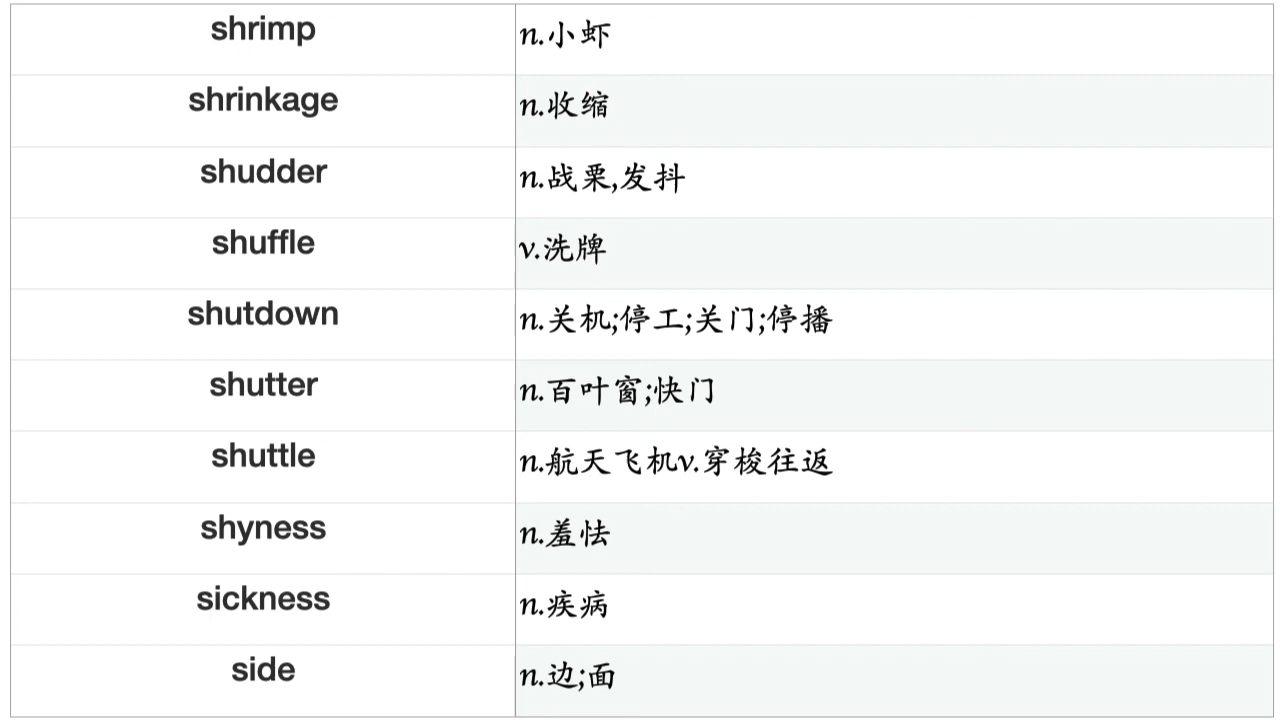 shrimp n.小虾
shrinkage n.收缩
shudder n.战栗,发抖
shuffle v.洗牌
shutdown n.关机;停工;关门;停播
shutter n.百叶窗;快门
shuttle n.航天飞机v.穿梭往返
shyness n.羞怯
sickness n.疾病
side n.边;面